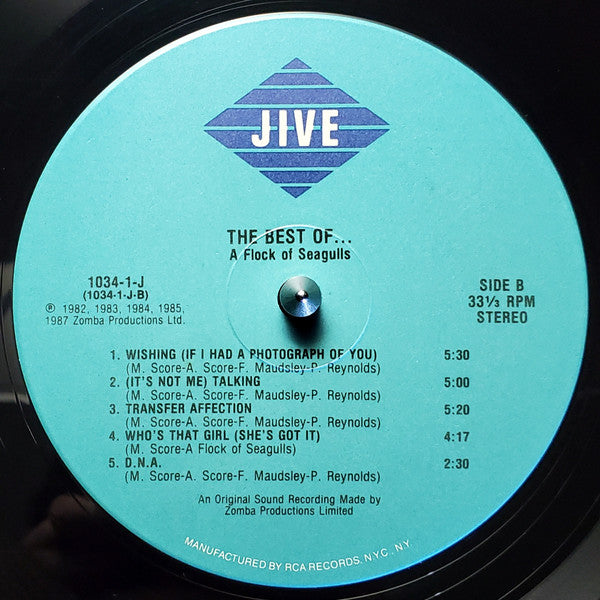 JIVE
THE BEST OF...
A Flock of Seagulls
1034-1-J
(1034-1-J-B)
℗ 1982, 1983, 1984, 1985,
1987 Zomba Productions Ltd.
SIDE B
33⅓ RPM
STEREO
1. WISHING (IF I HAD A PHOTOGRAPH OF YOU) 5:30
(M. Score-A. Score-F. Maudsley-P. Reynolds)
2. (IT'S NOT ME) TALKING 5:00
(M. Score-A. Score-F. Maudsley-P. Reynolds)
3. TRANSFER AFFECTION 5:20
(M. Score-A. Score-F. Maudsley-P. Reynolds)
4. WHO'S THAT GIRL (SHE'S GOT IT) 4:17
(M. Score-A Flock of Seagulls)
5. D.N.A. 2:30
(M. Score-A. Score-F. Maudsley-P. Reynolds)
An Original Sound Recording Made by
Zomba Productions Limited
MANUFACTURED BY RCA RECORDS, N.Y.C., N.Y.